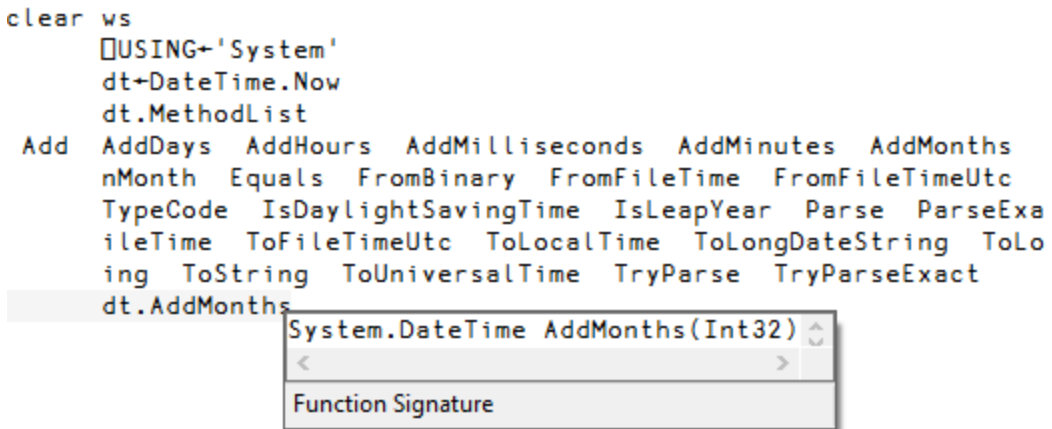 clear ws
⎕USING←'System'
dt←DateTime.Now
dt.MethodList
Add AddDays AddHours AddMilliseconds AddMinutes AddMonths
nMonth Equals FromBinary FromFileTime FromFileTimeUtc
TypeCode IsDaylightSavingTime IsLeapYear Parse ParseExa
ileTime ToFileTimeUtc ToLocalTime ToLongDateString ToLo
ing ToString ToUniversalTime TryParse TryParseExact
dt.AddMonths
System.DateTime AddMonths(Int32)
Function Signature